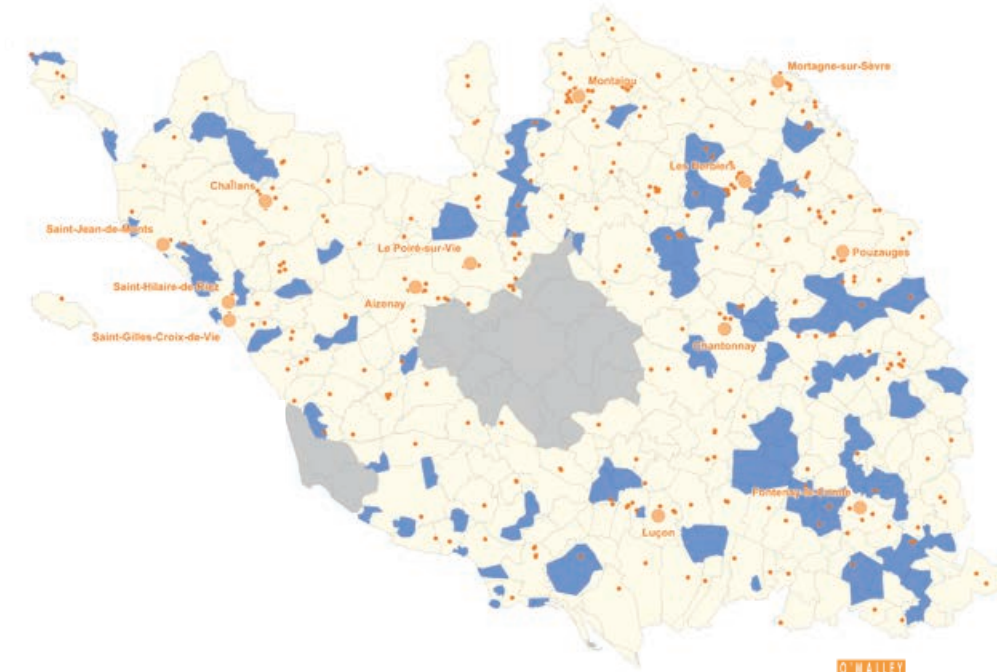 Mortagne-sur-Sèvre
Montaigu
Les Herbiers
Challans
Saint-Jean-de-Monts
Le Poiré-sur-Vie
Pouzauges
Saint-Hilaire-de-Riez
Aizenay
Saint-Gilles-Croix-de-Vie
Chantonnay
Fontenay-le-Comte
Luçon
O MALLEY